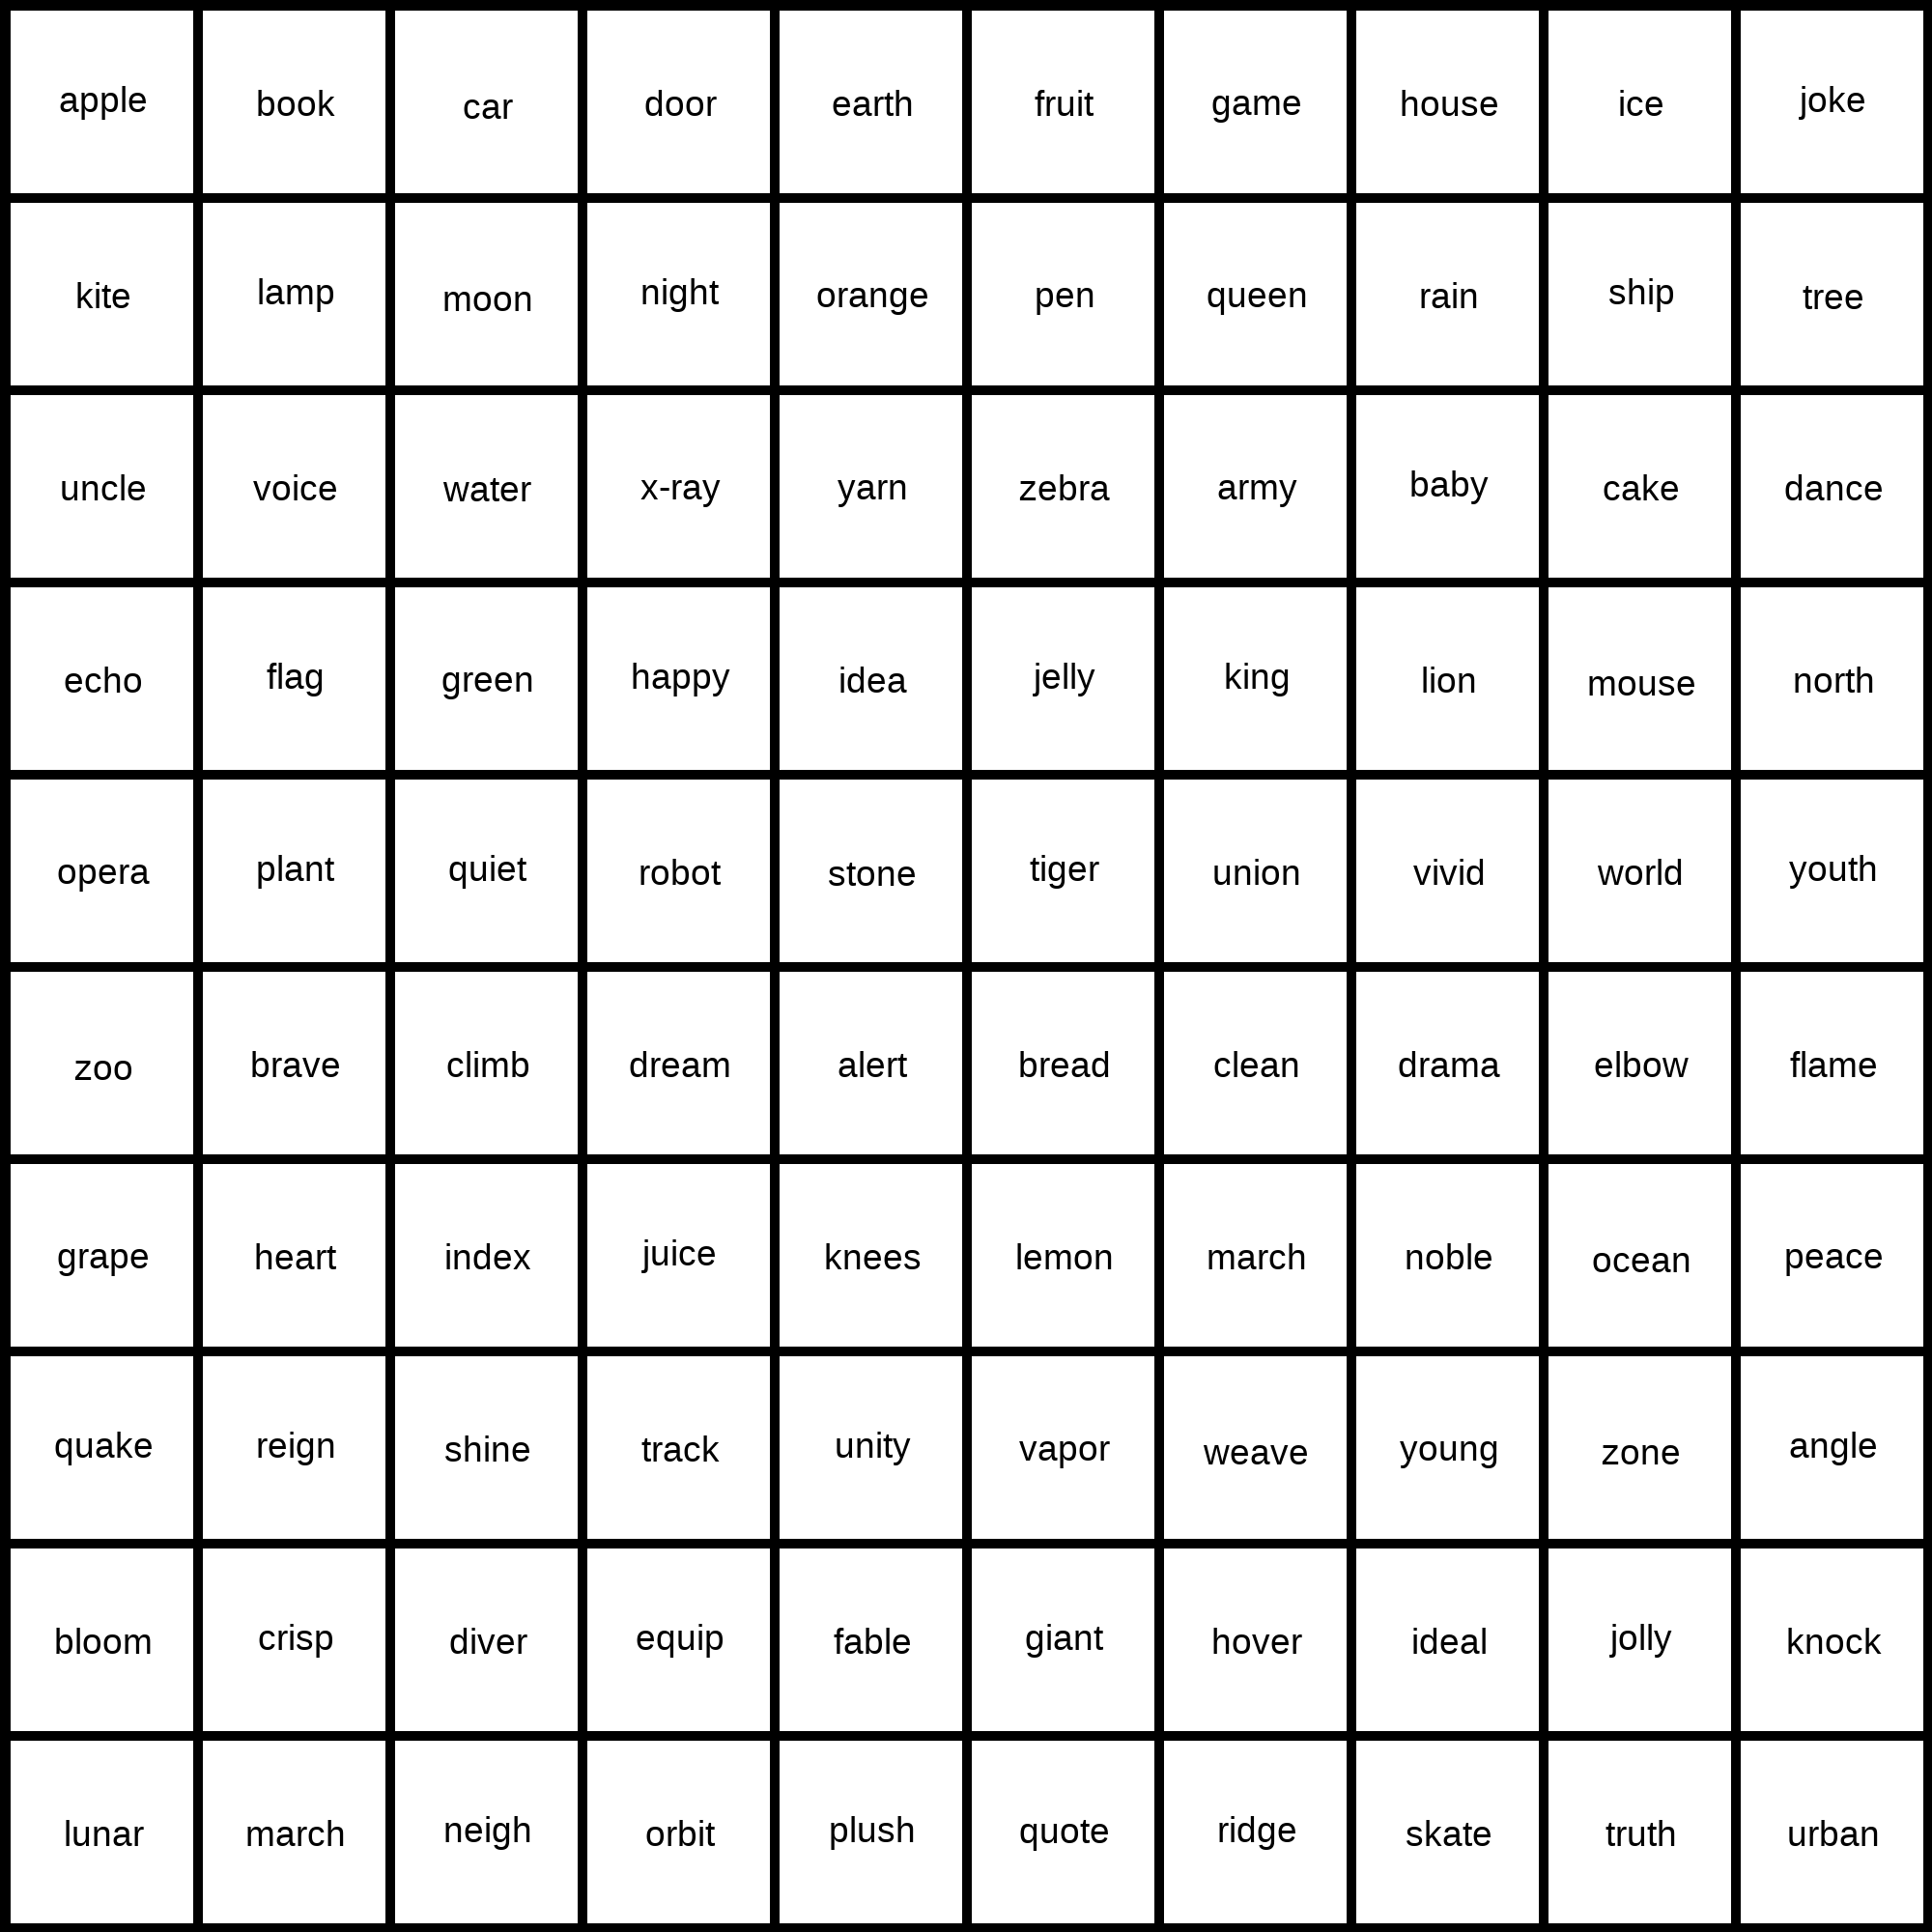 apple book car door earth fruit game house ice joke
kite lamp moon night orange pen queen rain ship tree
uncle voice water x-ray yarn zebra army baby cake dance
echo flag green happy idea jelly king lion mouse north
opera plant quiet robot stone tiger union vivid world youth
zoo brave climb dream alert bread clean drama elbow flame
grape heart index juice knees lemon march noble ocean peace
quake reign shine track unity vapor weave young zone angle
bloom crisp diver equip fable giant hover ideal jolly knock
lunar march neigh orbit plush quote ridge skate truth urban